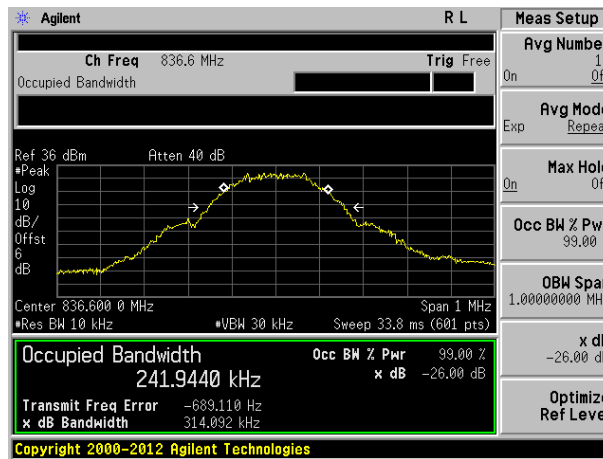 Agilent R L Meas Setup
Ch Freq 836.6 MHz Trig Free
Occupied Bandwidth
Avg Numbe
1
On Of
Avg Mode
Exp Repea
Ref 36 dBm Atten 40 dB
#Peak
Log
10
dB/
Offst
6
dB
Max Hol
On Of
Occ BW % Pw
99.00
OBW Spa
1.00000000 MH
Center 836.600 0 MHz Span 1 MHz
#Res BW 10 kHz #VBW 30 kHz Sweep 33.8 ms (601 pts)
Occupied Bandwidth Occ BW % Pwr 99.00 %
241.9440 kHz x dB -26.00 dB
Transmit Freq Error -689.110 Hz
x dB Bandwidth 314.092 kHz
x d
-26.00 d
Optimize
Ref Leve
Copyright 2000-2012 Agilent Technologies